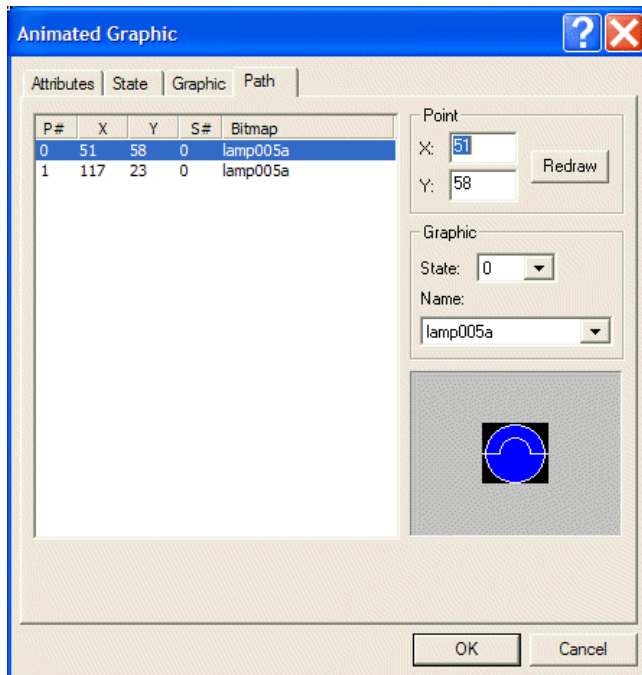 Animated Graphic
Attributes State Graphic Path
P# X Y S# Bitmap
0 51 58 0 lamp005a
1 117 23 0 lamp005a
Point
X: 51
Y: 58
Redraw
Graphic
State: 0
Name:
lamp005a
OK Cancel